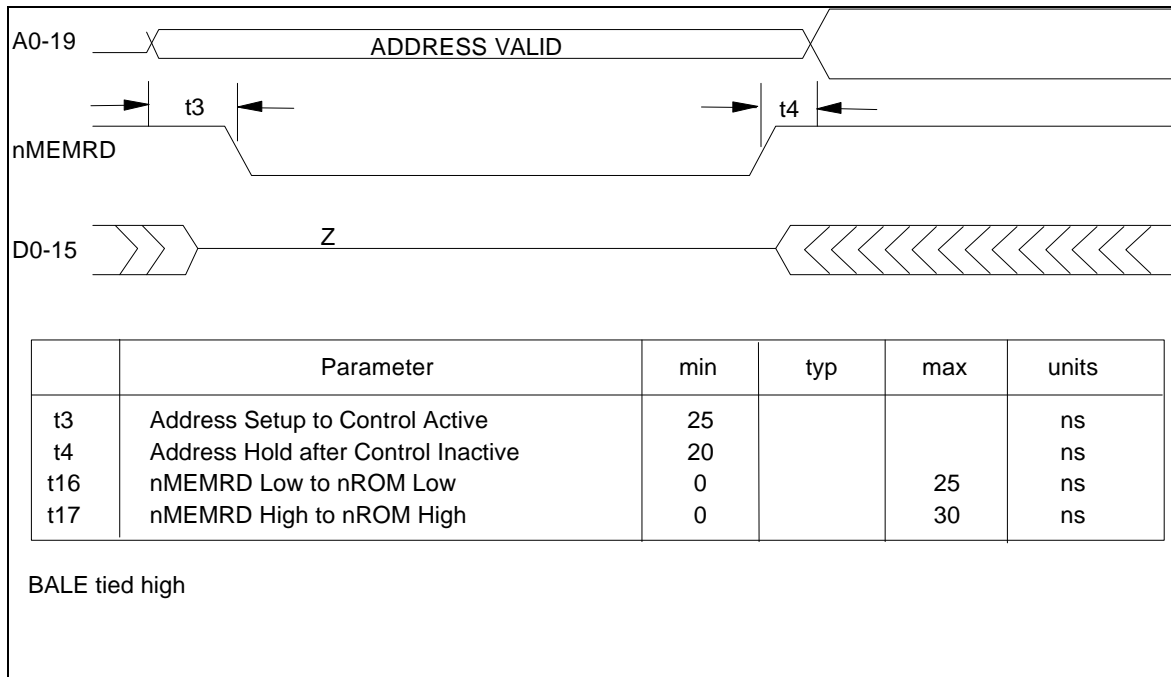 A0-19
ADDRESS VALID
t3
t4
nMEMRD
D0-15
Z
Parameter min typ max units
t3 Address Setup to Control Active 25 ns
t4 Address Hold after Control Inactive 20 ns
t16 nMEMRD Low to nROM Low 0 25 ns
t17 nMEMRD High to nROM High 0 30 ns
BALE tied high